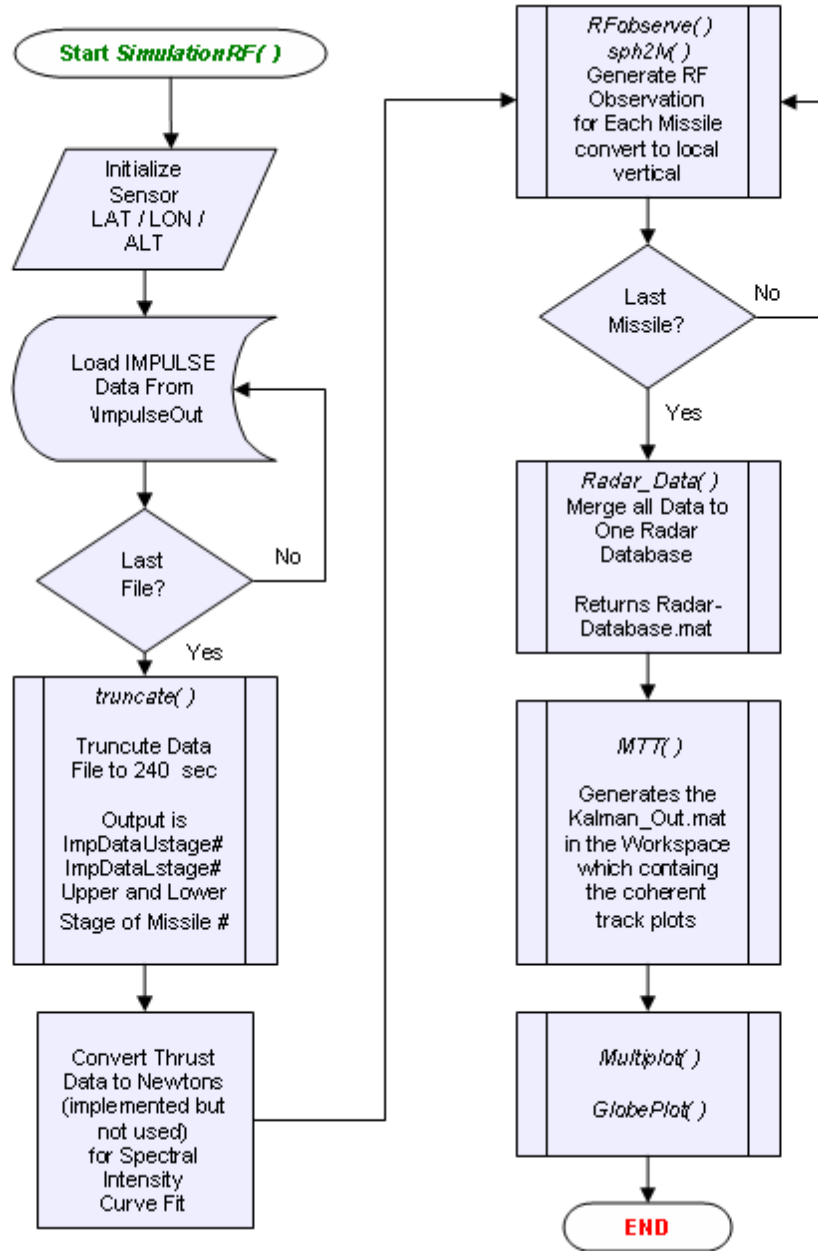 Start SimulationRF( )
Initialize
Sensor
LAT / LON /
ALT
Load IMPULSE
Data From
\ImpulseOut
Last
File?
No
Yes
truncate( )
Truncute Data
File to 240 sec
Output is
ImpDataUstage#
ImpDataLstage#
Upper and Lower
Stage of Missile #
Convert Thrust
Data to Newtons
(implemented but
not used)
for Spectral
Intensity
Curve Fit
RFobserve( )
sph2lv( )
Generate RF
Observation
for Each Missile
convert to local
vertical
Last
Missile?
No
Yes
Radar_Data( )
Merge all Data to
One Radar
Database
Returns Radar-
Database.mat
MTT( )
Generates the
Kalman_Out.mat
in the Workspace
which containg
the coherent
track plots
Multiplot( )
GlobePlot( )
END